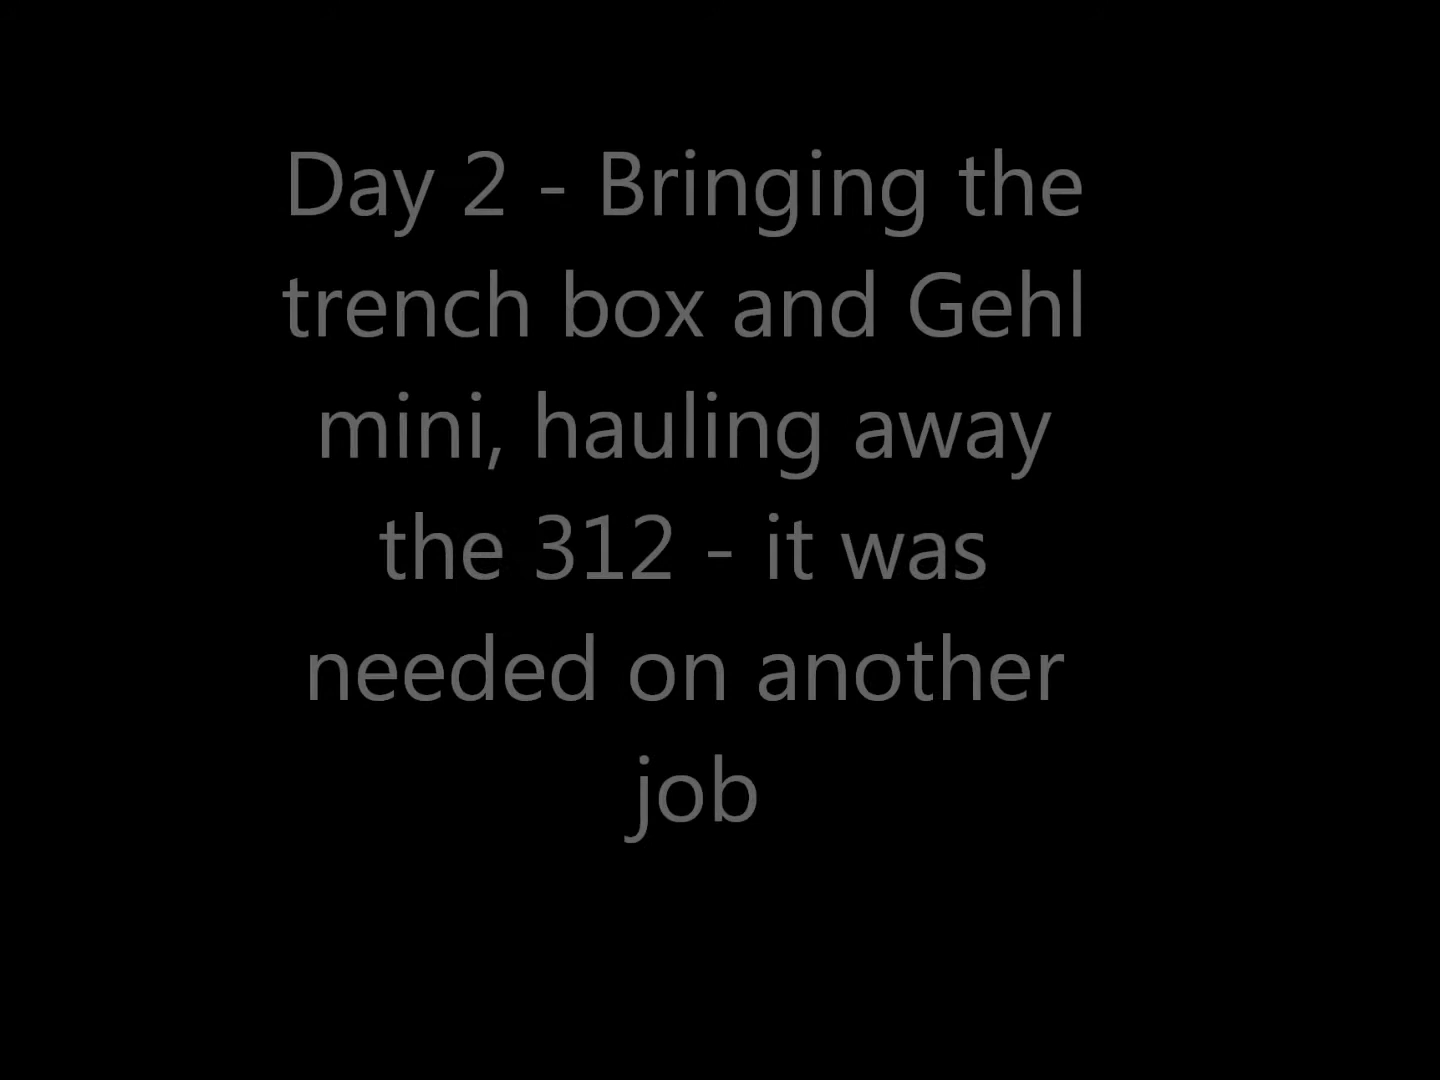 Day 2 - Bringing the
trench box and Gehl
mini, hauling away
the 312 - it was
needed on another
job